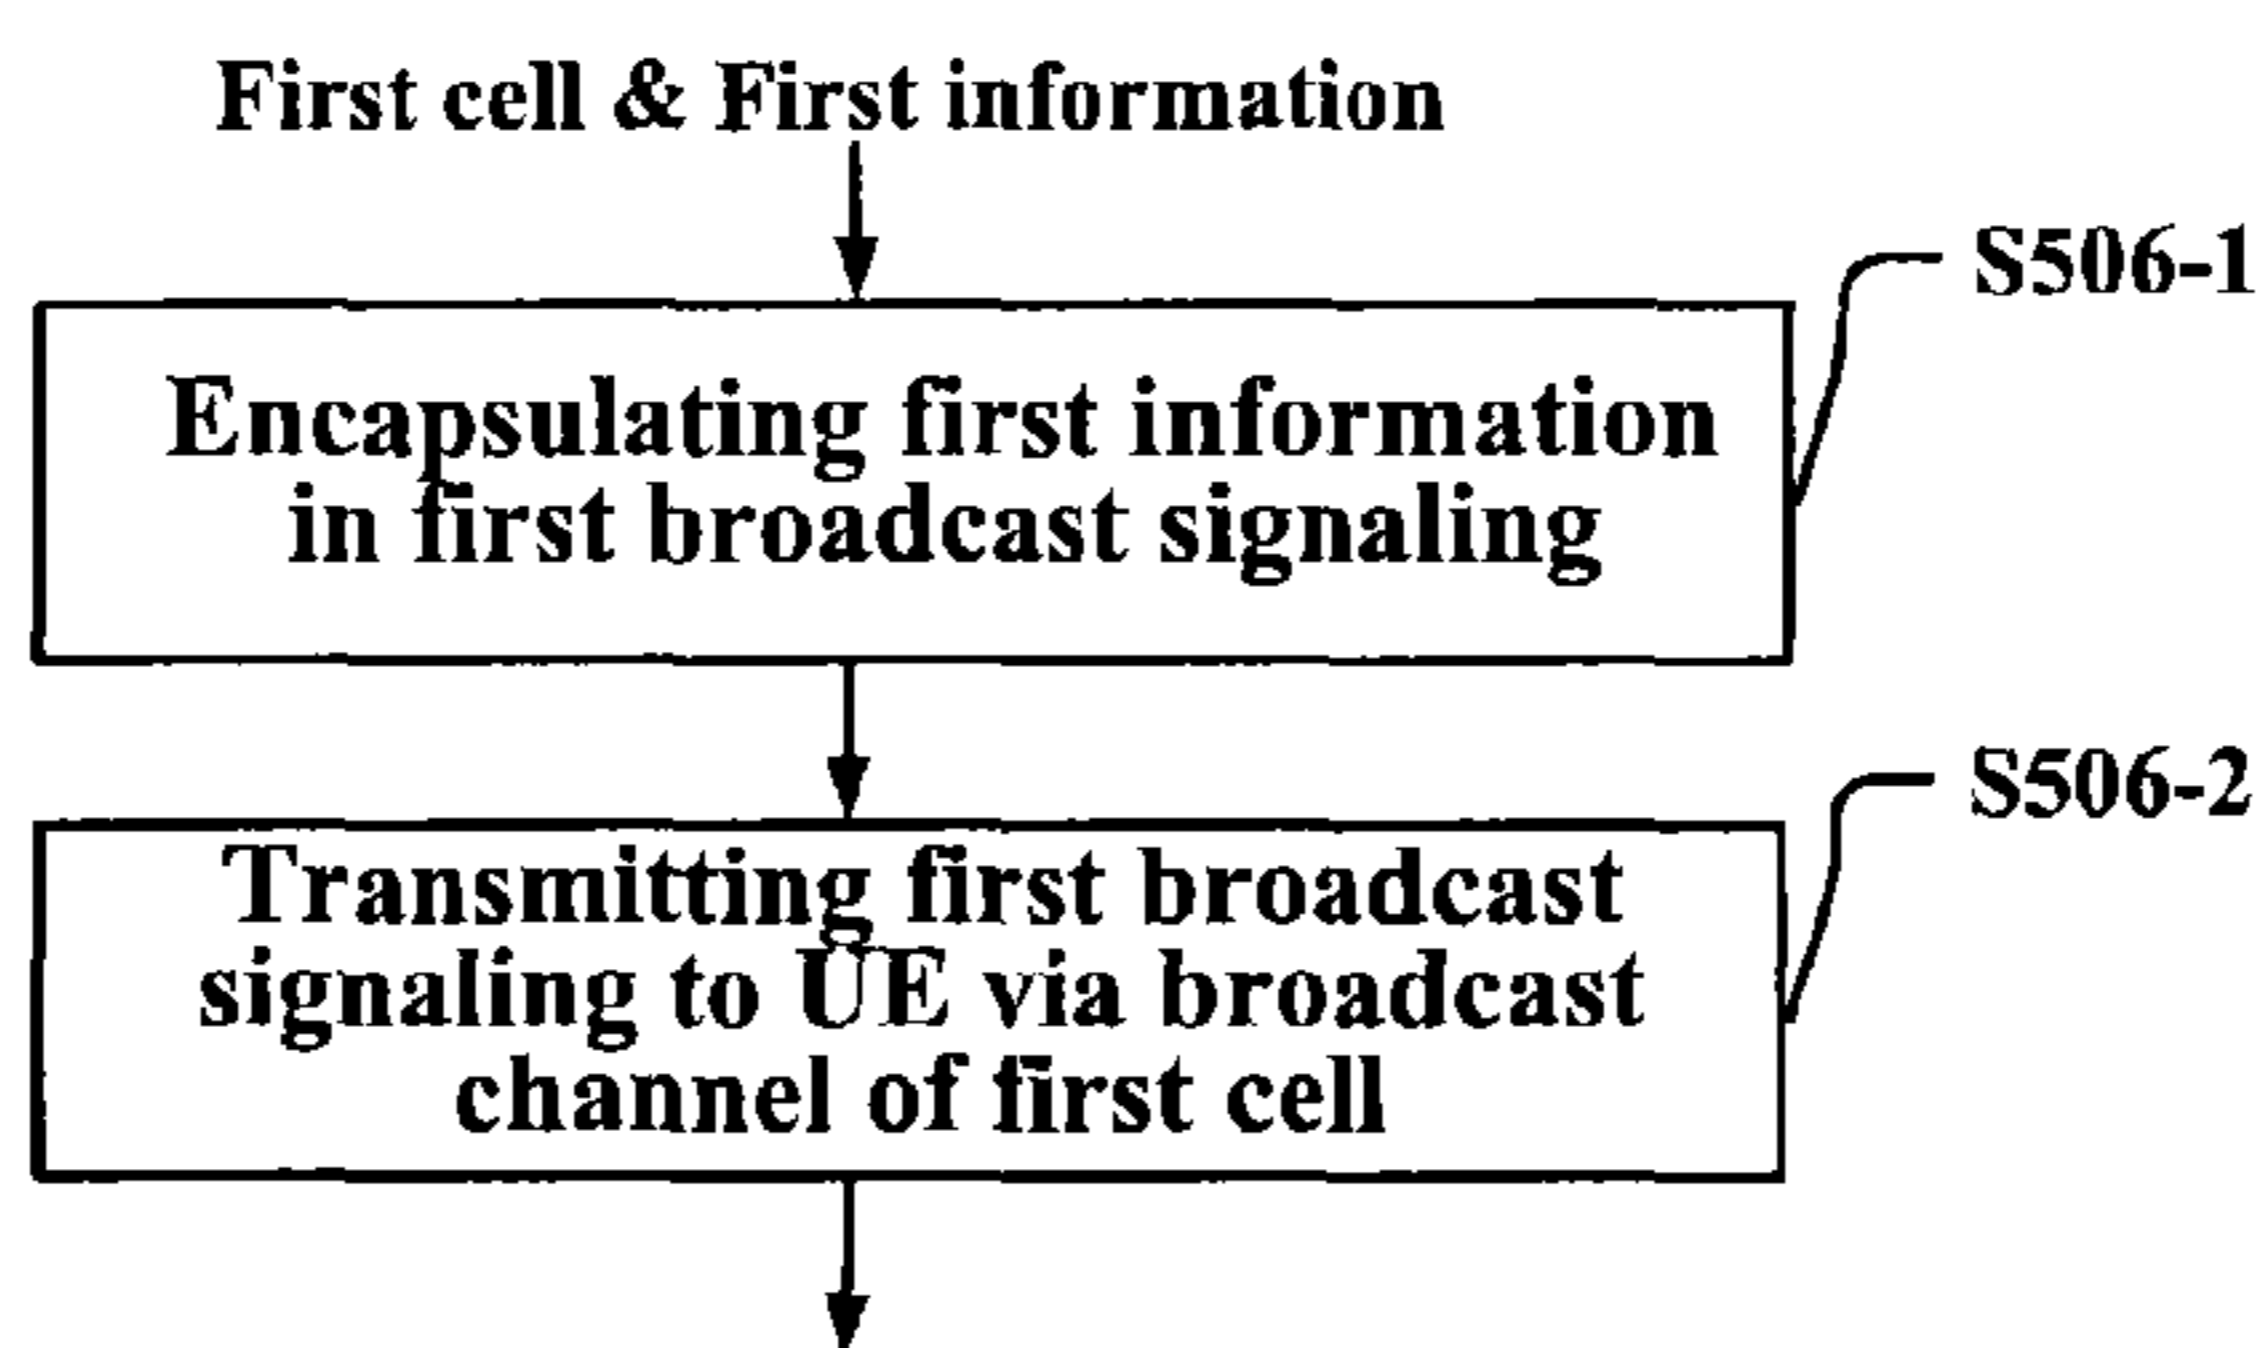 First cell & First information
S506-1
Encapsulating first information
in first broadcast signaling
S506-2
Transmitting first broadcast
signaling to UE via broadcast
channel of first cell